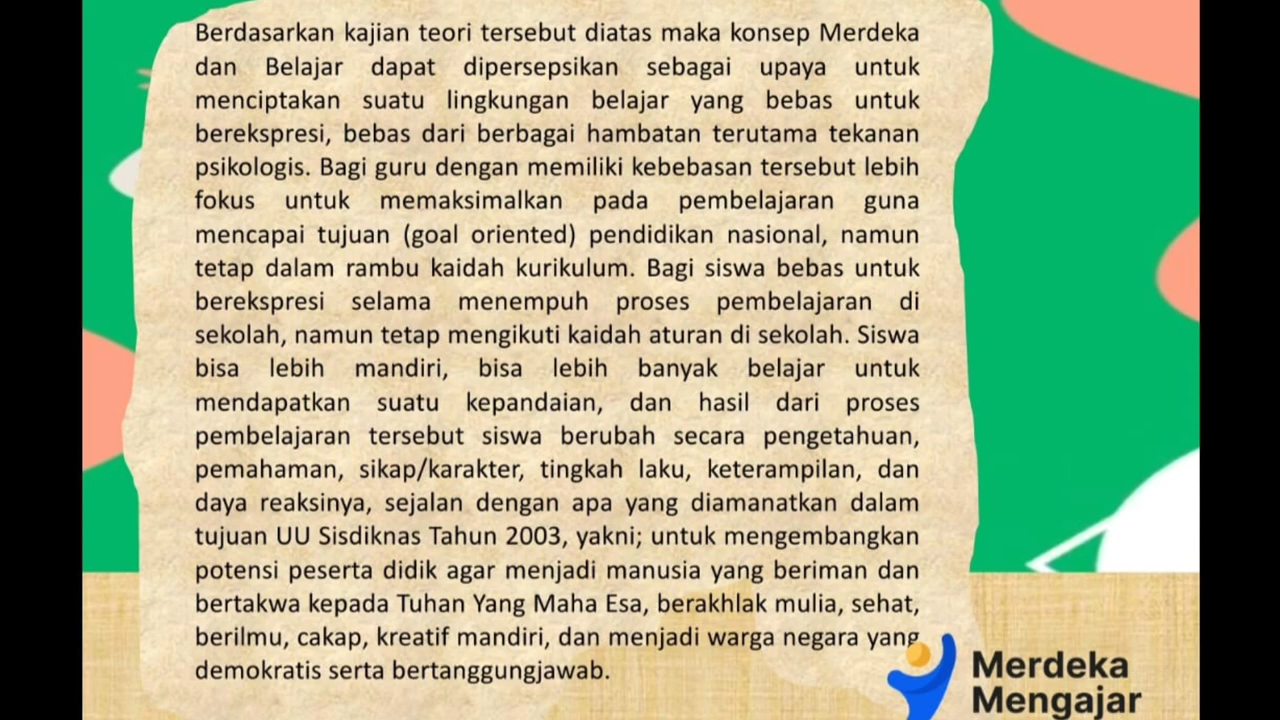 Berdasarkan kajian teori tersebut diatas maka konsep Merdeka
dan Belajar dapat dipersepsikan sebagai upaya untuk
menciptakan suatu lingkungan belajar yang bebas untuk
berekspresi, bebas dari berbagai hambatan terutama tekanan
psikologis. Bagi guru dengan memiliki kebebasan tersebut lebih
fokus untuk memaksimalkan pada pembelajaran guna
mencapai tujuan (goal oriented) pendidikan nasional, namun
tetap dalam rambu kaidah kurikulum. Bagi siswa bebas untuk
berekspresi selama menempuh proses pembelajaran di
sekolah, namun tetap mengikuti kaidah aturan di sekolah. Siswa
bisa lebih mandiri, bisa lebih banyak belajar untuk
mendapatkan suatu kepandaian, dan hasil dari proses
pembelajaran tersebut siswa berubah secara pengetahuan,
pemahaman, sikap/karakter, tingkah laku, keterampilan, dan
daya reaksinya, sejalan dengan apa yang diamanatkan dalam
tujuan UU Sisdiknas Tahun 2003, yakni; untuk mengembangkan
potensi peserta didik agar menjadi manusia yang beriman dan
bertakwa kepada Tuhan Yang Maha Esa, berakhlak mulia, sehat,
berilmu, cakap, kreatif mandiri, dan menjadi warga negara yang
demokratis serta bertanggungjawab.
Merdeka
Mengajar